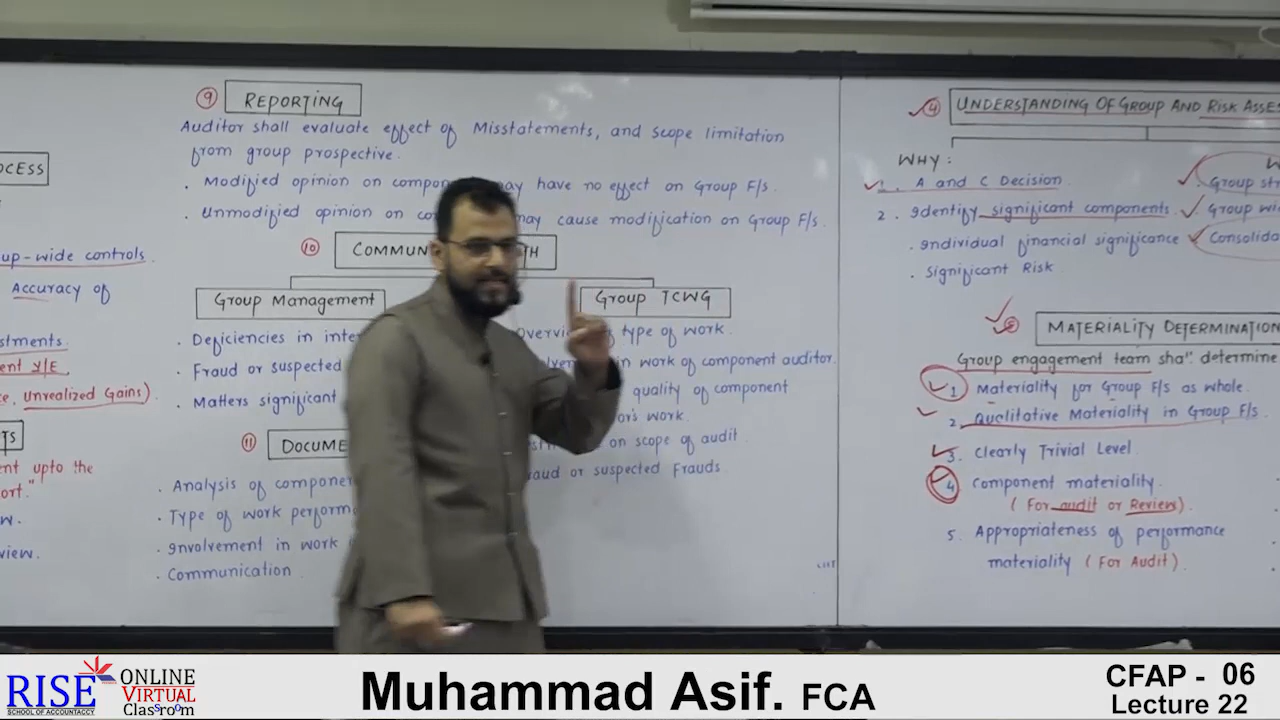 OCESS
up-wide controls.
Accuracy of
stments.
ent Y/E
e, Unrealized Gains).
TS
ent upto the
ort."
w.
view.
9 REPORTING
Auditor shall evaluate effect of Misstatements, and Scope limitation
from group prospective.
. Modified opinion on compon may have no effect on Group F/s.
. Unmodified opinion on co may cause modification on Group F/s.
10 COMMUN TH
Group Management
. Deficiencies in inter
. Fraud or suspected
. Matters significant
Group TCWG
Overvi type of work.
in work of component auditor.
quality of component
or's work.
on scope of audit.
raud or suspected Frauds.
11 DOCUME
. Analysis of compone
. Type of work perform
. Involvement in work
. Communication.
4 UNDERSTANDING OF GROUP AND RISK ASSES
WHY:
1. A and C Decision.
2. Identify significant components.
. Individual financial significance
. Significant Risk
Group str
Group wi
Consolida
5 MATERIALITY DETERMINATION
Group engagement team shall determine
1 Materiality for Group F/s as whole.
2. Qualitative Materiality in Group F/s.
3. Clearly Trivial Level.
4 Component materiality.
(For audit or Review).
5. Appropriateness of performance
materiality (For Audit).
RISE
SCHOOL OF ACCOUNTANCY
ONLINE
VIRTUAL
Classroom
Muhammad Asif. FCA
CFAP - 06
Lecture 22